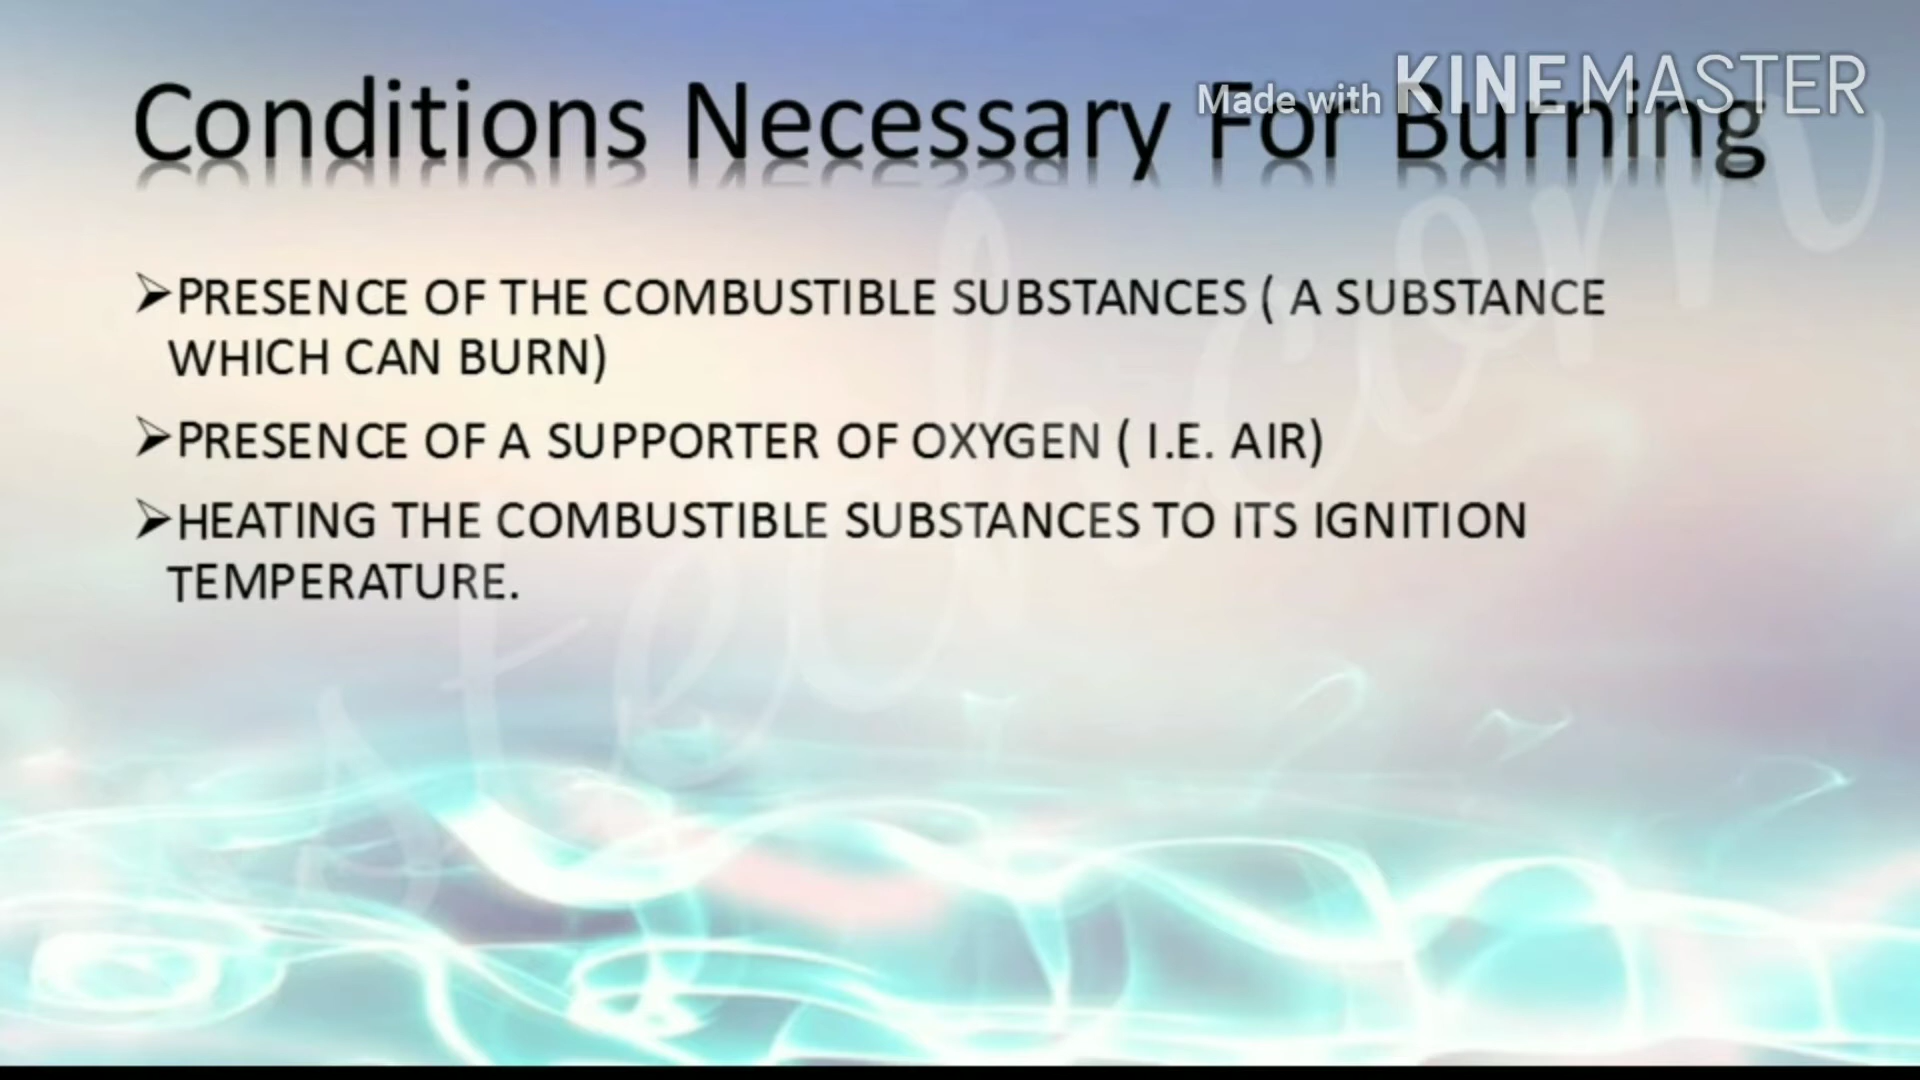 Made with KINEMASTER
Conditions Necessary For Burning
➢PRESENCE OF THE COMBUSTIBLE SUBSTANCES ( A SUBSTANCE
WHICH CAN BURN)
➢PRESENCE OF A SUPPORTER OF OXYGEN ( I.E. AIR)
➢HEATING THE COMBUSTIBLE SUBSTANCES TO ITS IGNITION
TEMPERATURE.